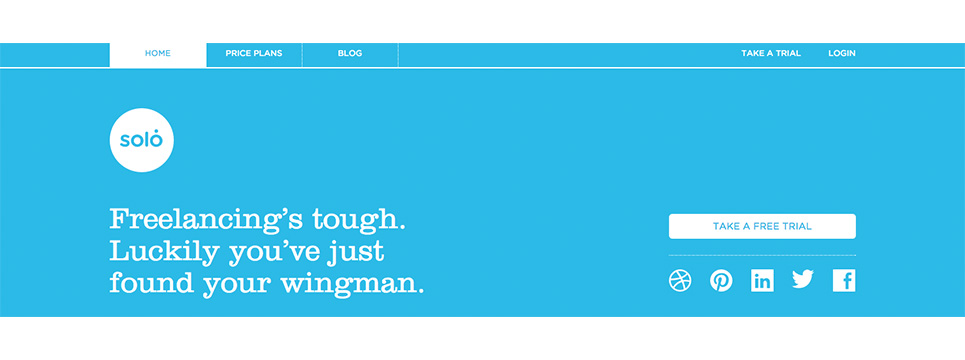 HOME PRICE PLANS BLOG TAKE A TRIAL LOGIN
solo
Freelancing's tough.
Luckily you've just
found your wingman.
TAKE A FREE TRIAL